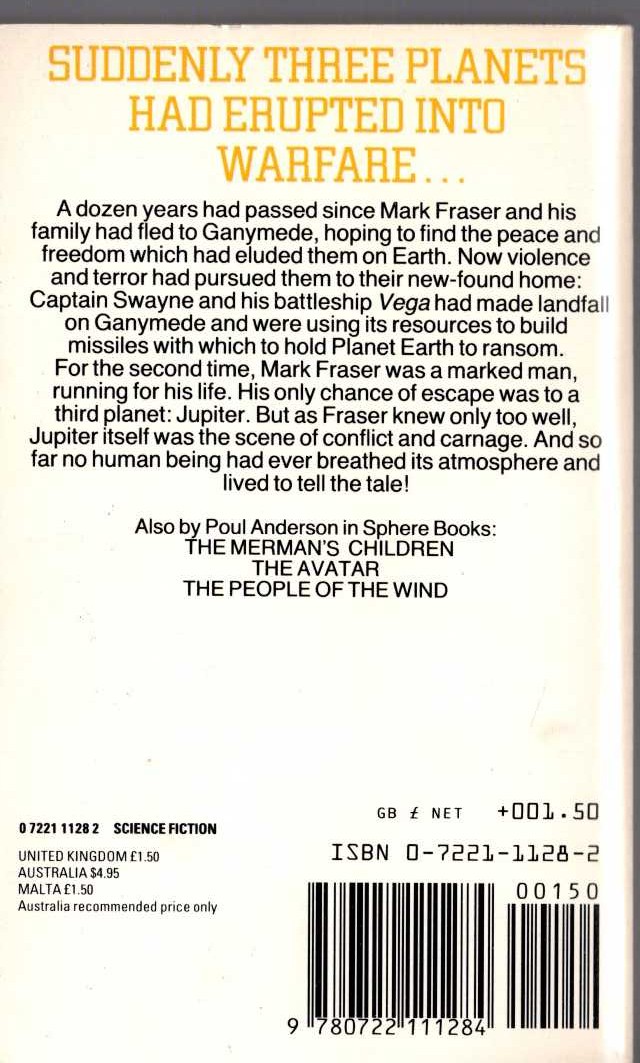 SUDDENLY THREE PLANETS
HAD ERUPTED INTO
WARFARE...
A dozen years had passed since Mark Fraser and his
family had fled to Ganymede, hoping to find the peace and
freedom which had eluded them on Earth. Now violence
and terror had pursued them to their new-found home:
Captain Swayne and his battleship Vega had made landfall
on Ganymede and were using its resources to build
missiles with which to hold Planet Earth to ransom.
For the second time, Mark Fraser was a marked man,
running for his life. His only chance of escape was to a
third planet: Jupiter. But as Fraser knew only too well,
Jupiter itself was the scene of conflict and carnage. And so
far no human being had ever breathed its atmosphere and
lived to tell the tale!
Also by Poul Anderson in Sphere Books:
THE MERMAN'S CHILDREN
THE AVATAR
THE PEOPLE OF THE WIND
GB £ NET +001.50
0 7221 1128 2 SCIENCE FICTION
ISBN 0-7221-1128-2
UNITED KINGDOM £1.50
AUSTRALIA $4.95
MALTA £1.50
Australia recommended price only
00150
9 780722 111284